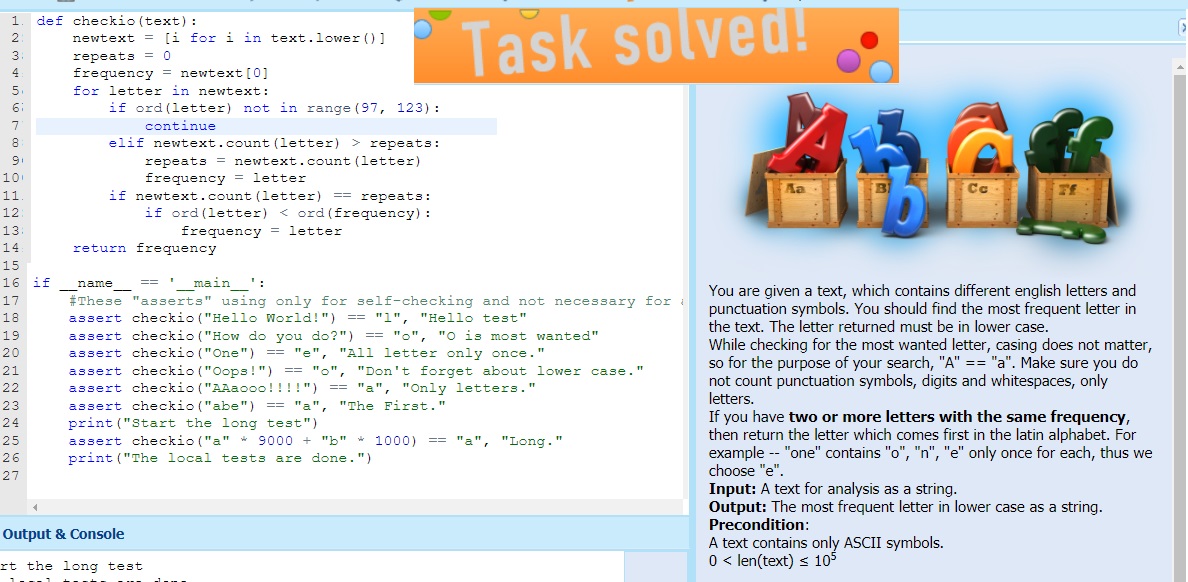 Task solved!
1 def checkio(text):
2 newtext = [i for i in text.lower()]
3 repeats = 0
4 frequency = newtext[0]
5 for letter in newtext:
6 if ord(letter) not in range(97, 123):
7 continue
8 elif newtext.count(letter) > repeats:
9 repeats = newtext.count(letter)
10 frequency = letter
11 if newtext.count(letter) == repeats:
12 if ord(letter) < ord(frequency):
13 frequency = letter
14 return frequency
15
16 if __name__ == '__main__':
17 #These "asserts" using only for self-checking and not necessary for
18 assert checkio("Hello World!") == "l", "Hello test"
19 assert checkio("How do you do?") == "o", "O is most wanted"
20 assert checkio("One") == "e", "All letter only once."
21 assert checkio("Oops!") == "o", "Don't forget about lower case."
22 assert checkio("AAaooo!!!!") == "a", "Only letters."
23 assert checkio("abe") == "a", "The First."
24 print("Start the long test")
25 assert checkio("a" * 9000 + "b" * 1000) == "a", "Long."
26 print("The local tests are done.")
27
Output & Console
rt the long test
local tests are done
A b C f f
Aa B Cc Ff
b f
You are given a text, which contains different english letters and
punctuation symbols. You should find the most frequent letter in
the text. The letter returned must be in lower case.
While checking for the most wanted letter, casing does not matter,
so for the purpose of your search, "A" == "a". Make sure you do
not count punctuation symbols, digits and whitespaces, only
letters.
If you have two or more letters with the same frequency,
then return the letter which comes first in the latin alphabet. For
example -- "one" contains "o", "n", "e" only once for each, thus we
choose "e".
Input: A text for analysis as a string.
Output: The most frequent letter in lower case as a string.
Precondition:
A text contains only ASCII symbols.
0 < len(text) ≤ 10⁵